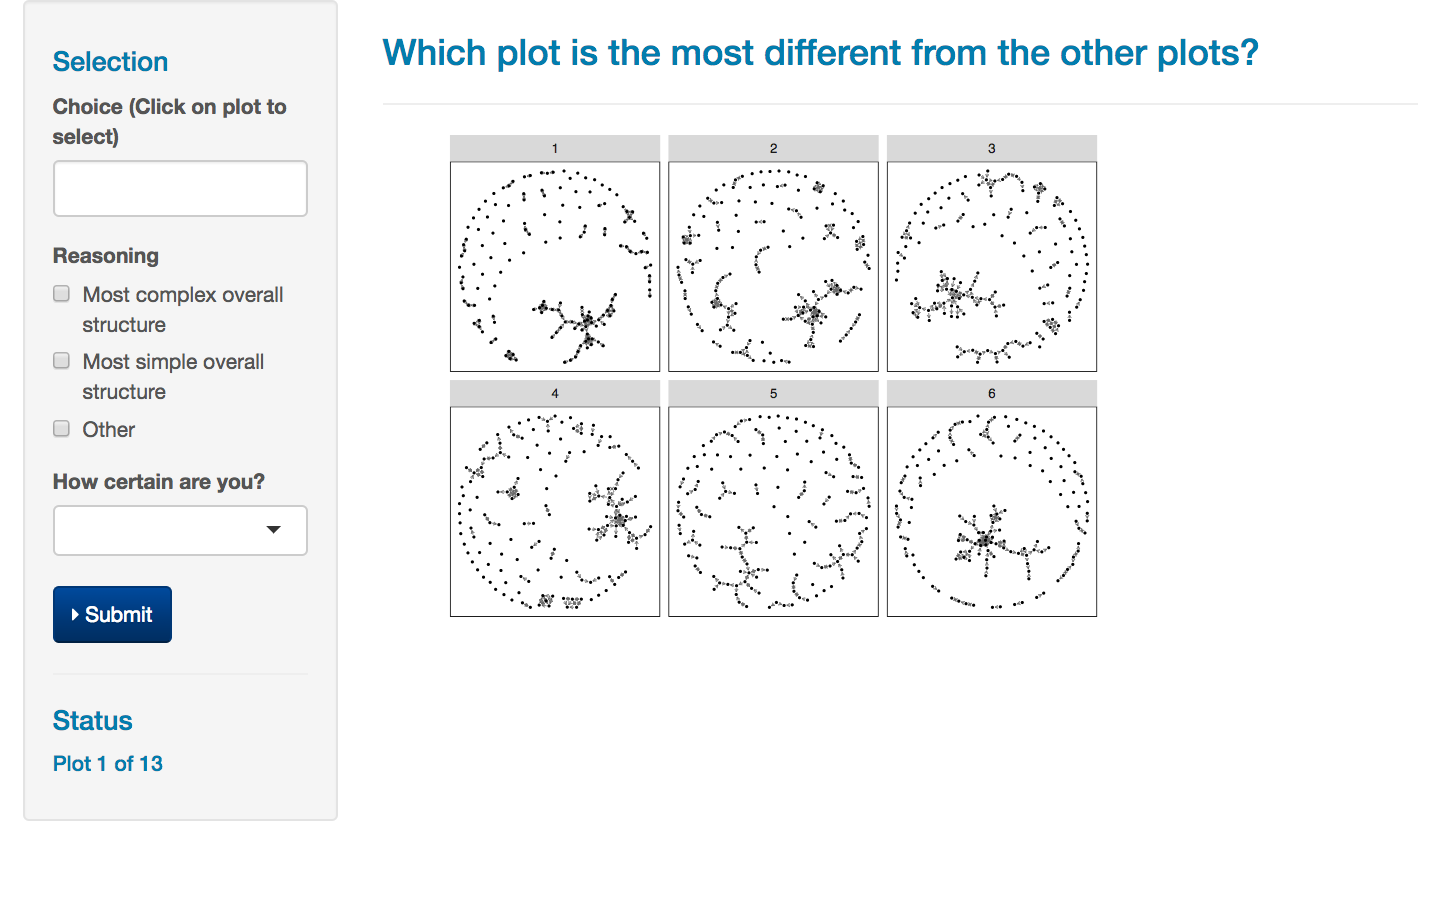 Selection
Choice (Click on plot to
select)
Reasoning
Most complex overall
structure
Most simple overall
structure
Other
How certain are you?
Submit
Status
Plot 1 of 13
Which plot is the most different from the other plots?
1
2
3
4
5
6